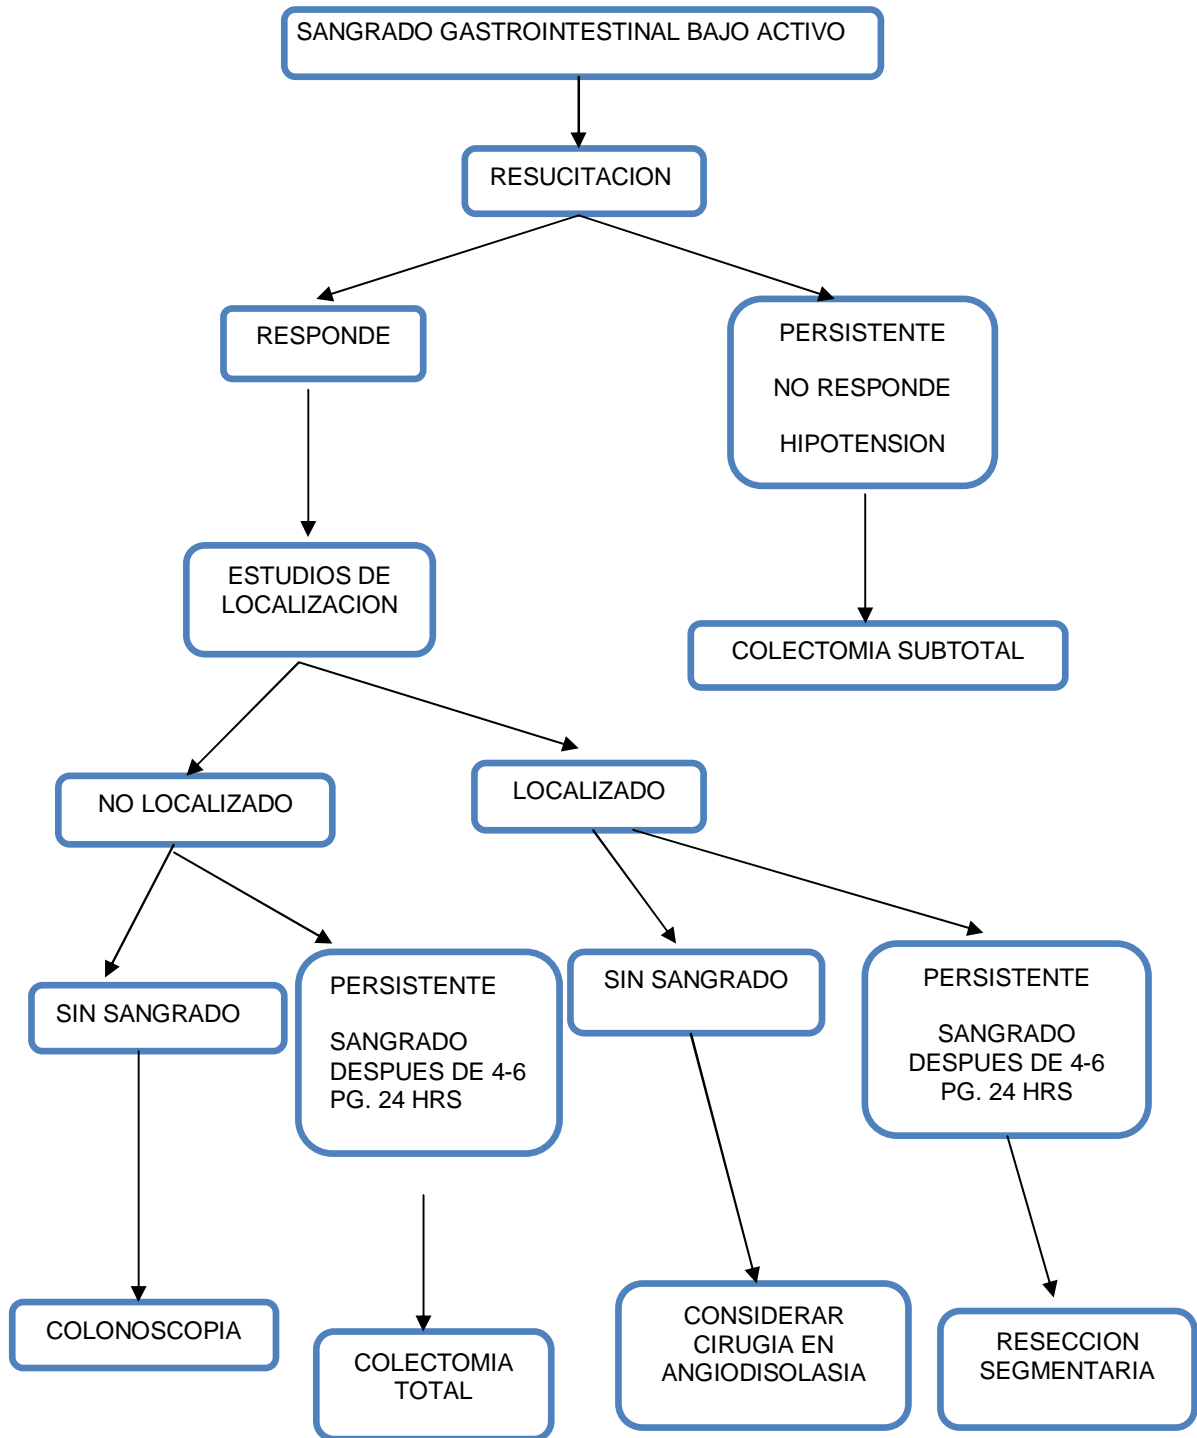 SANGRADO GASTROINTESTINAL BAJO ACTIVO
RESUCITACION
RESPONDE
PERSISTENTE
NO RESPONDE
HIPOTENSION
ESTUDIOS DE
LOCALIZACION
COLECTOMIA SUBTOTAL
NO LOCALIZADO
LOCALIZADO
SIN SANGRADO
PERSISTENTE
SANGRADO
DESPUES DE 4-6
PG. 24 HRS
SIN SANGRADO
PERSISTENTE
SANGRADO
DESPUES DE 4-6
PG. 24 HRS
COLONOSCOPIA
COLECTOMIA
TOTAL
CONSIDERAR
CIRUGIA EN
ANGIODISOLASIA
RESECCION
SEGMENTARIA